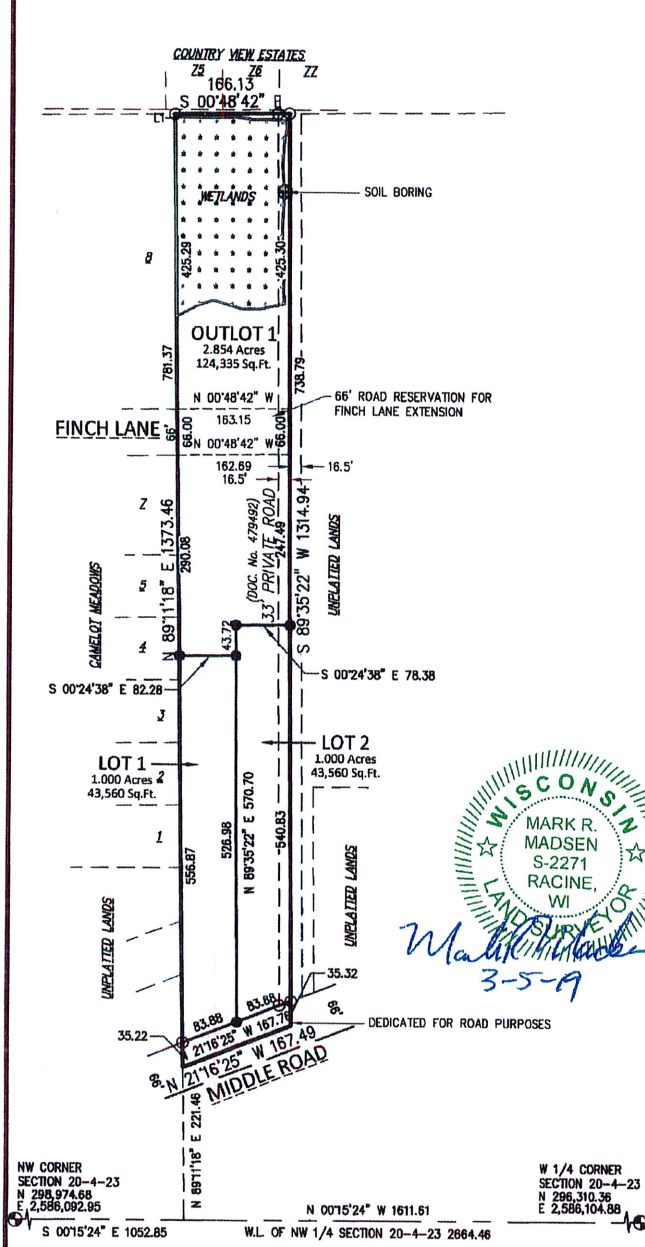 COUNTRY VIEW ESTATES
75 76 77
166.13
S 00°48'42" E
WETLANDS
SOIL BORING
8
425.29
425.30
OUTLOT 1
2.854 Acres
124,335 Sq.Ft.
781.37
738.79
N 00°48'42" W
66' ROAD RESERVATION FOR
FINCH LANE EXTENSION
163.15
FINCH LANE
66'
66.00
66.00
N 00°48'42" W
162.69
16.5'
16.5'
7
N 89°11'18" E 1373.46
290.08
(DOC. No. 479492)
33' PRIVATE ROAD
247.49
S 89°35'22" W 1314.94
UNPLATTED LANDS
5
CAMELOT MEADOWS
4
43.72
S 00°24'38" E 82.28
S 00°24'38" E 78.38
3
LOT 1
1.000 Acres
43,560 Sq.Ft.
2
LOT 2
1.000 Acres
43,560 Sq.Ft.
1
556.87
526.98
N 89°35'22" E 570.70
540.83
UNPLATTED LANDS
UNPLATTED LANDS
WISCONSIN
MARK R.
MADSEN
S-2271
RACINE,
WI
LAND SURVEYOR
Mark R Madsen
3-5-19
35.32
83.88
83.88
66'
DEDICATED FOR ROAD PURPOSES
35.22
N 21°16'25" W 167.76
N 21°16'25" W 167.49
66'
MIDDLE ROAD
N 89°11'18" E 221.46
NW CORNER
SECTION 20-4-23
N 298,974.68
E 2,586,092.95
W 1/4 CORNER
SECTION 20-4-23
N 296,310.36
E 2,586,104.88
N 00°15'24" W 1611.61
S 00°15'24" E 1052.85
W.L. OF NW 1/4 SECTION 20-4-23 2664.46